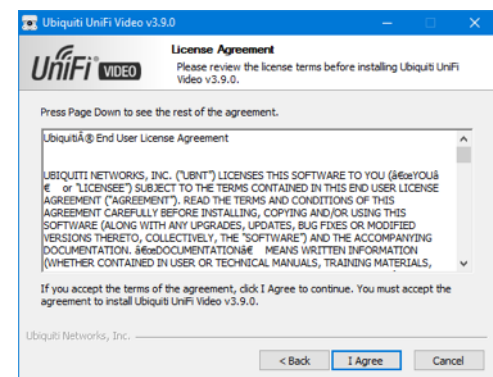 Ubiquiti UniFi Video v3.9.0
UniFi VIDEO
License Agreement
Please review the license terms before installing Ubiquiti UniFi
Video v3.9.0.
Press Page Down to see the rest of the agreement.
UbiquitiÂ® End User License Agreement
UBIQUITI NETWORKS, INC. ("UBNT") LICENSES THIS SOFTWARE TO YOU (â€œYOUâ
€ or "LICENSEE") SUBJECT TO THE TERMS CONTAINED IN THIS END USER LICENSE
AGREEMENT ("AGREEMENT"). READ THE TERMS AND CONDITIONS OF THIS
AGREEMENT CAREFULLY BEFORE INSTALLING, COPYING AND/OR USING THIS
SOFTWARE (ALONG WITH ANY UPGRADES, UPDATES, BUG FIXES OR MODIFIED
VERSIONS THERETO, COLLECTIVELY, THE "SOFTWARE") AND THE ACCOMPANYING
DOCUMENTATION. â€œDOCUMENTATIONâ€ MEANS WRITTEN INFORMATION
(WHETHER CONTAINED IN USER OR TECHNICAL MANUALS, TRAINING MATERIALS,
If you accept the terms of the agreement, click I Agree to continue. You must accept the
agreement to install Ubiquiti UniFi Video v3.9.0.
Ubiquiti Networks, Inc.
< Back I Agree Cancel